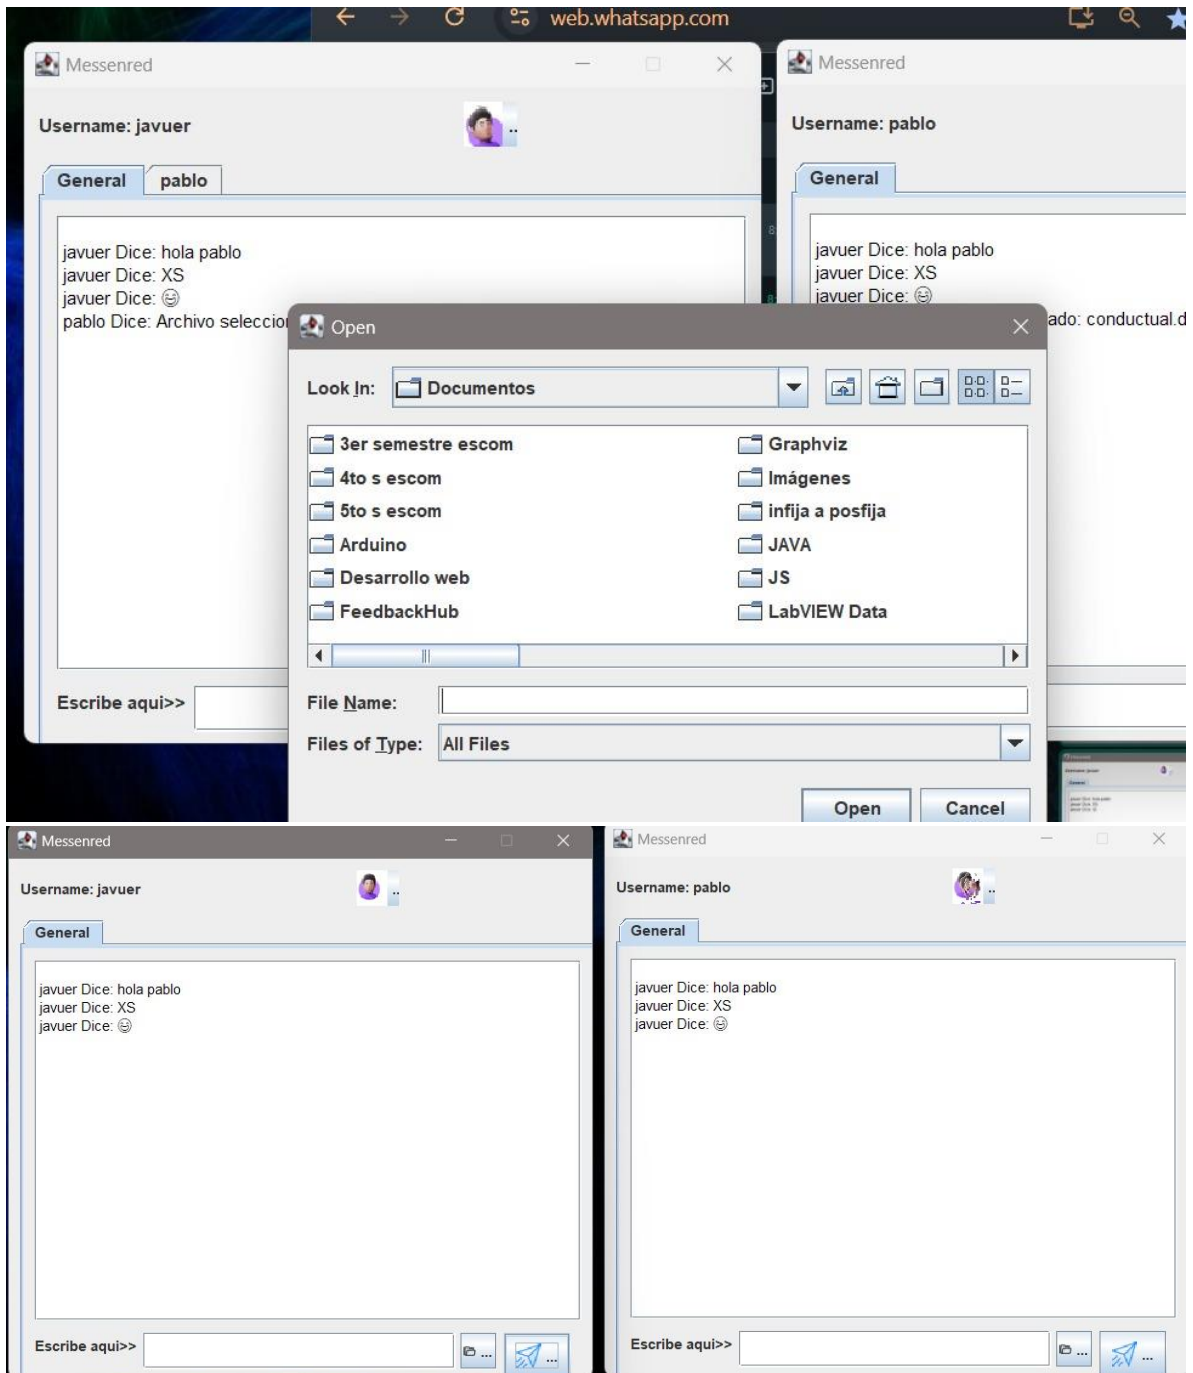 web.whatsapp.com
Messenred
Username: javuer
..
General pablo
javuer Dice: hola pablo
javuer Dice: XS
javuer Dice: 😄
pablo Dice: Archivo seleccio
Escribe aqui>>
Messenred
Username: pablo
General
javuer Dice: hola pablo
javuer Dice: XS
javuer Dice: 😄
ado: conductual.d
Open
Look In: Documentos
3er semestre escom
4to s escom
5to s escom
Arduino
Desarrollo web
FeedbackHub
Graphviz
Imágenes
infija a posfija
JAVA
JS
LabVIEW Data
File Name:
Files of Type: All Files
Open Cancel
Messenred
Username: javuer
..
General
javuer Dice: hola pablo
javuer Dice: XS
javuer Dice: 😄
Escribe aqui>>
...
...
Messenred
Username: pablo
..
General
javuer Dice: hola pablo
javuer Dice: XS
javuer Dice: 😄
Escribe aqui>>
...
...